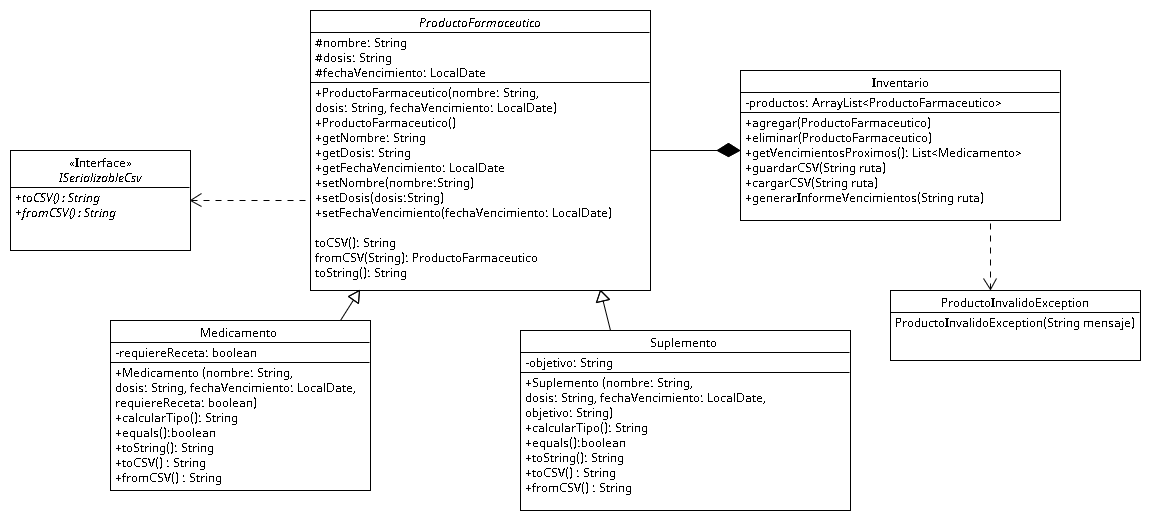 ProductoFarmaceutico
#nombre: String
#dosis: String
#fechaVencimiento: LocalDate
+ProductoFarmaceutico(nombre: String,
dosis: String, fechaVencimiento: LocalDate)
+ProductoFarmaceutico()
+getNombre: String
+getDosis: String
+getFechaVencimiento: LocalDate
+setNombre(nombre:String)
+setDosis(dosis:String)
+setFechaVencimiento(fechaVencimiento: LocalDate)
toCSV(): String
fromCSV(String): ProductoFarmaceutico
toString(): String
Inventario
-productos: ArrayList<ProductoFarmaceutico>
+agregar(ProductoFarmaceutico)
+eliminar(ProductoFarmaceutico)
+getVencimientosProximos(): List<Medicamento>
+guardarCSV(String ruta)
+cargarCSV(String ruta)
+generarInformeVencimientos(String ruta)
«Interface»
ISerializableCsv
+toCSV() : String
+fromCSV() : String
ProductoInvalidoException
ProductoInvalidoException(String mensaje)
Medicamento
-requiereReceta: boolean
+Medicamento (nombre: String,
dosis: String, fechaVencimiento: LocalDate,
requiereReceta: boolean)
+calcularTipo(): String
+equals():boolean
+toString(): String
+toCSV() : String
+fromCSV() : String
Suplemento
-objetivo: String
+Suplemento (nombre: String,
dosis: String, fechaVencimiento: LocalDate,
objetivo: String)
+calcularTipo(): String
+equals():boolean
+toString(): String
+toCSV() : String
+fromCSV() : String